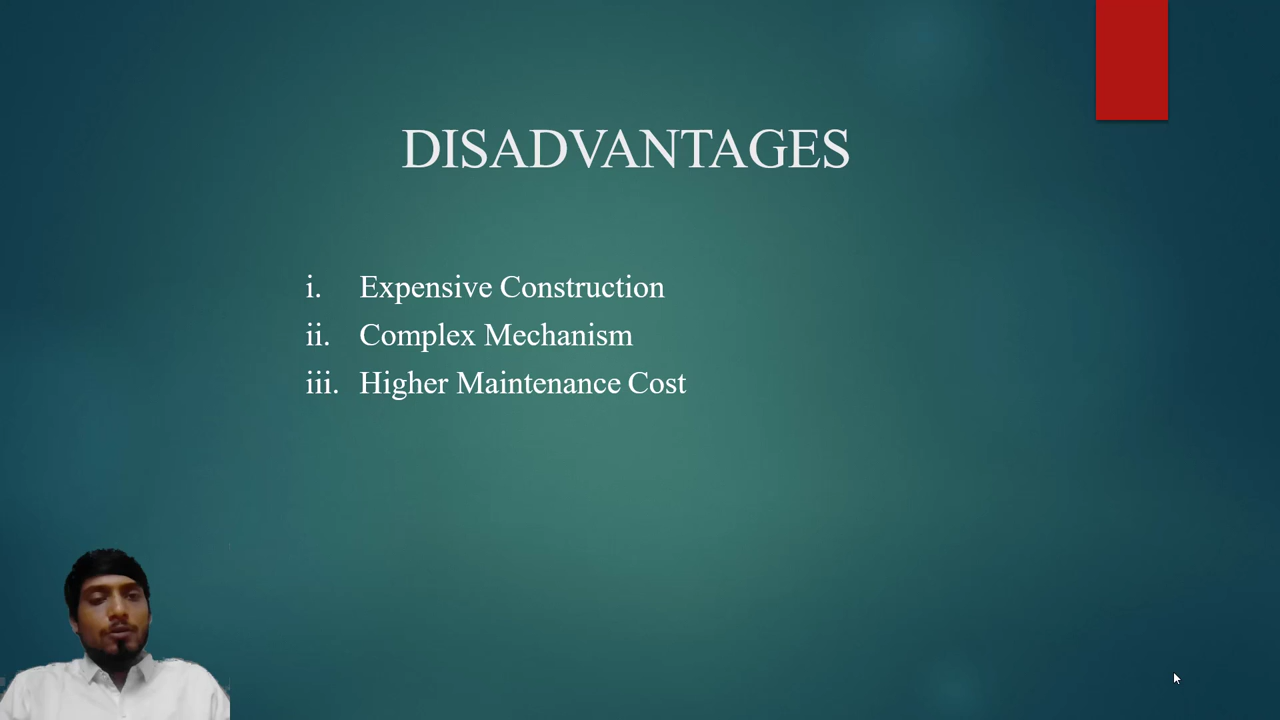 DISADVANTAGES
i. Expensive Construction
ii. Complex Mechanism
iii. Higher Maintenance Cost